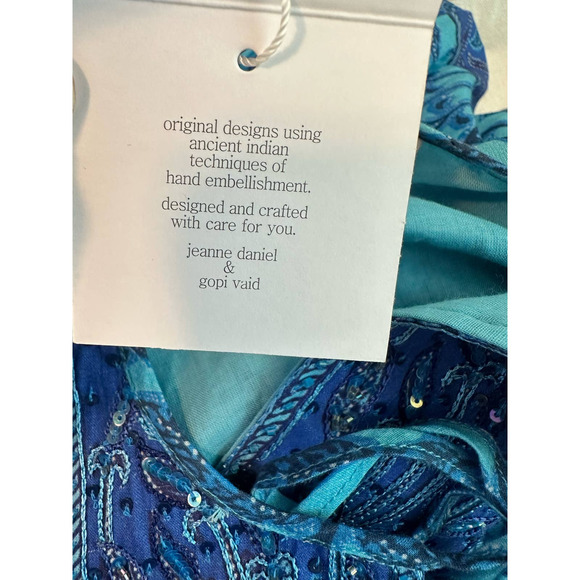 original designs using
ancient indian
techniques of
hand embellishment.
designed and crafted
with care for you.
jeanne daniel
&
gopi vaid